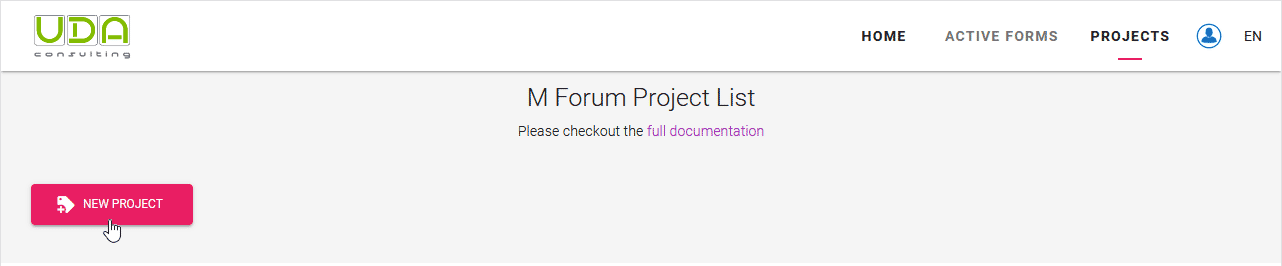 UDA
consulting
HOME ACTIVE FORMS PROJECTS EN
M Forum Project List
Please checkout the full documentation
NEW PROJECT